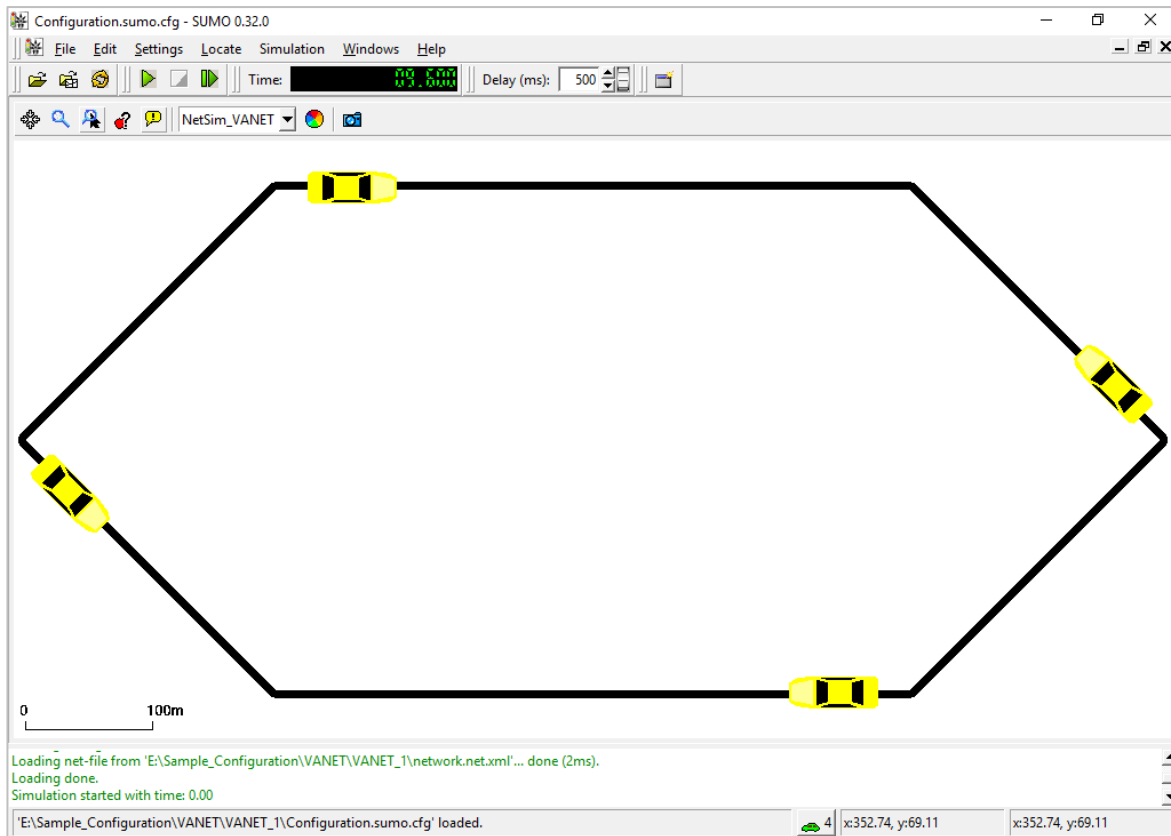 Configuration.sumo.cfg - SUMO 0.32.0
File Edit Settings Locate Simulation Windows Help
Time: 09.600 Delay (ms): 500
NetSim_VANET
0 100m
Loading net-file from 'E:\Sample_Configuration\VANET\VANET_1\network.net.xml'... done (2ms).
Loading done.
Simulation started with time: 0.00
'E:\Sample_Configuration\VANET\VANET_1\Configuration.sumo.cfg' loaded. 4 x:352.74, y:69.11 x:352.74, y:69.11